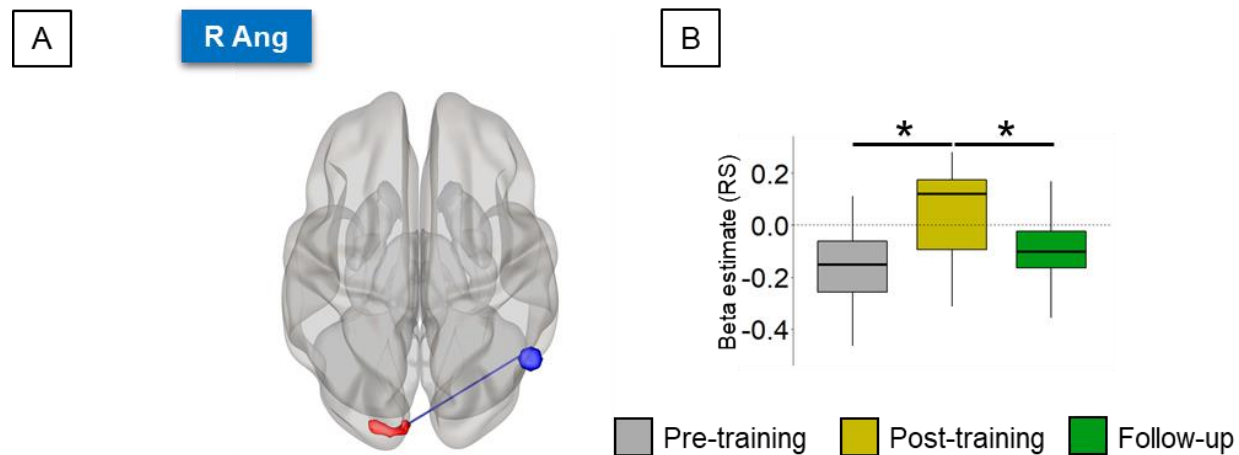 A
R Ang
B
* *
Beta estimate (RS)
0.2
0.0
-0.2
-0.4
Pre-training Post-training Follow-up